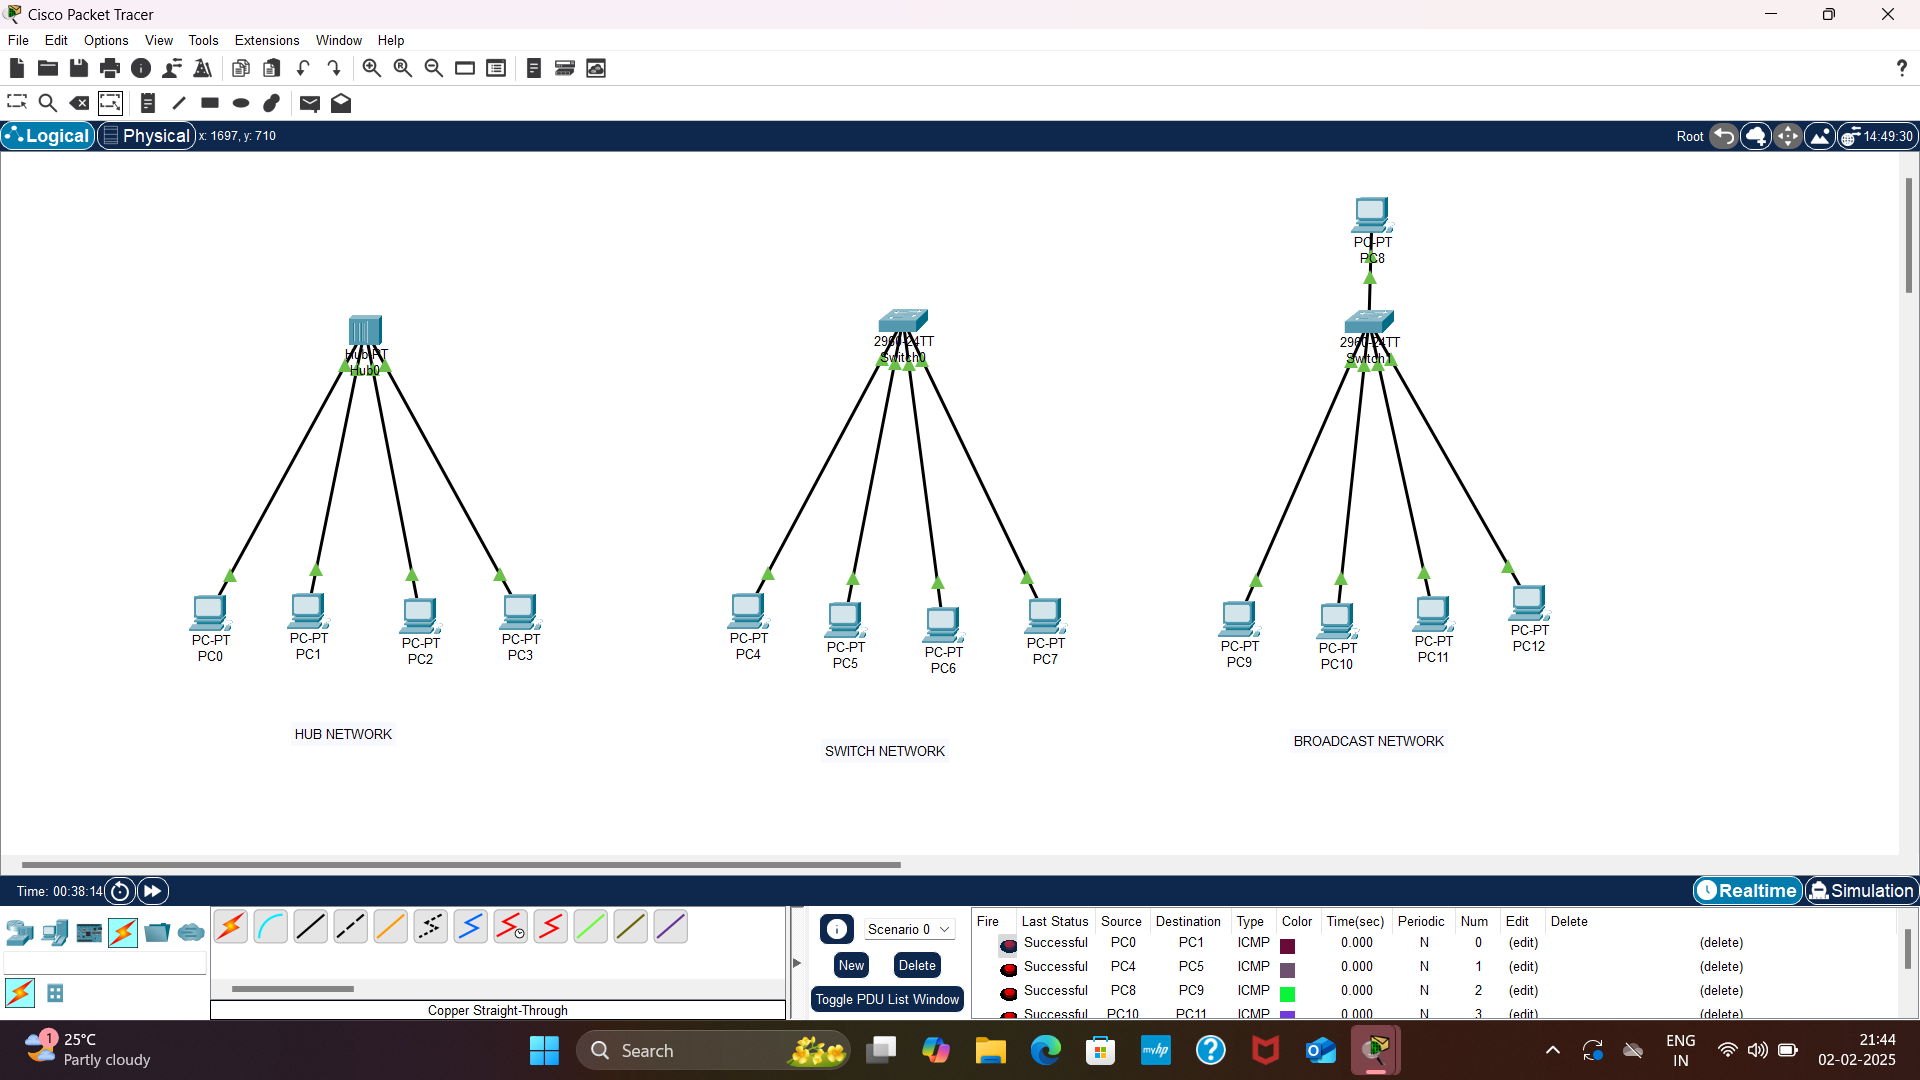 Cisco Packet Tracer
File Edit Options View Tools Extensions Window Help
?
Logical Physical x: 1697, y: 710 Root 14:49:30
PC-PT
PC8
Hub-PT
Hub0
2960-24TT
Switch0
2960-24TT
Switch1
PC-PT
PC0
PC-PT
PC1
PC-PT
PC2
PC-PT
PC3
PC-PT
PC4
PC-PT
PC5
PC-PT
PC6
PC-PT
PC7
PC-PT
PC9
PC-PT
PC10
PC-PT
PC11
PC-PT
PC12
HUB NETWORK
SWITCH NETWORK
BROADCAST NETWORK
Time: 00:38:14 Realtime Simulation
Scenario 0
New Delete
Toggle PDU List Window
Fire Last Status Source Destination Type Color Time(sec) Periodic Num Edit Delete
Successful PC0 PC1 ICMP 0.000 N 0 (edit) (delete)
Successful PC4 PC5 ICMP 0.000 N 1 (edit) (delete)
Successful PC8 PC9 ICMP 0.000 N 2 (edit) (delete)
Successful PC10 PC11 ICMP 0.000 N 3 (edit) (delete)
Copper Straight-Through
1
25°C
Partly cloudy
Search
myhp
ENG
IN
21:44
02-02-2025